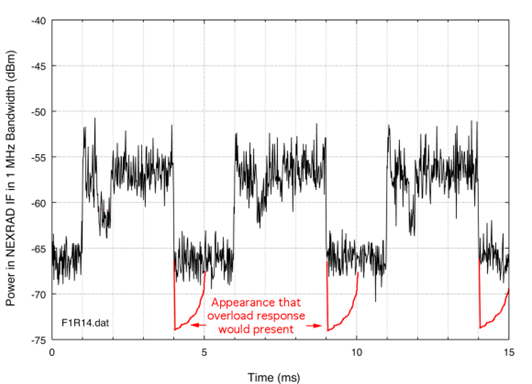 -40
-45
-50
-55
-60
-65
-70
-75
Power in NEXRAD IF in 1 MHz Bandwidth (dBm)
Appearance that
overload response
would present
F1R14.dat
0
5
10
15
Time (ms)